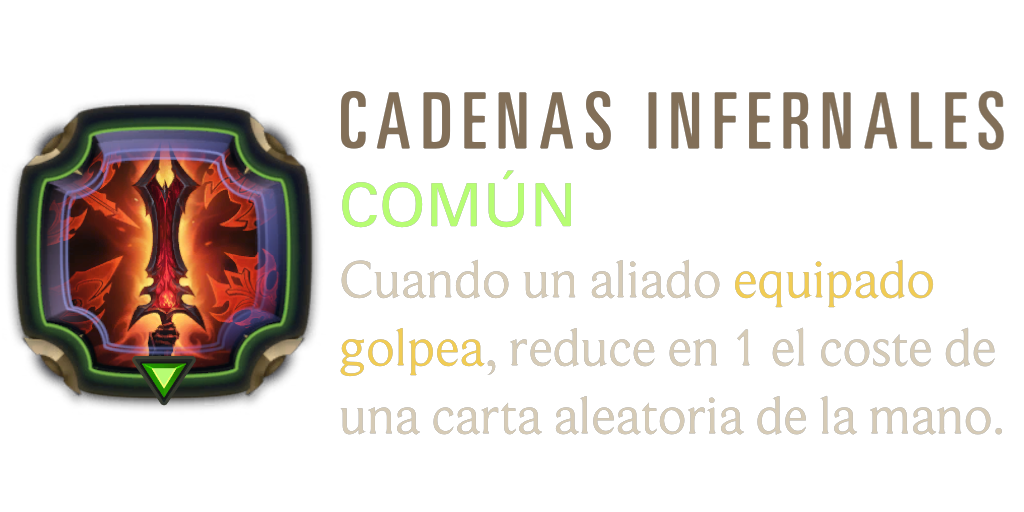 CADENAS INFERNALES
COMÚN
Cuando un aliado equipado
golpea, reduce en 1 el coste de
una carta aleatoria de la mano.